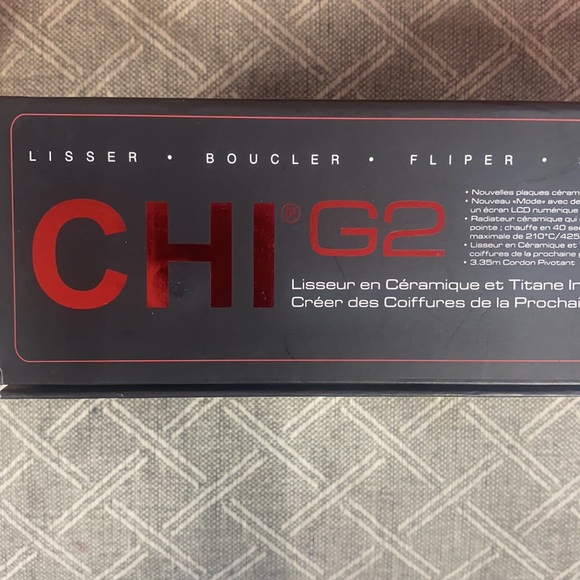 LISSER • BOUCLER • FLIPER •
CHI® G2
• Nouvelles plaques céram
• Nouveau «Mode» avec de
un écran LCD numérique
• Radiateur céramique qui
pointe ; chauffe en 40 sec
maximale de 210°C/425
• Lisseur en Céramique et
coiffures de la prochaine
• 3.35m Cordon Pivotant
Lisseur en Céramique et Titane In
Créer des Coiffures de la Prochai